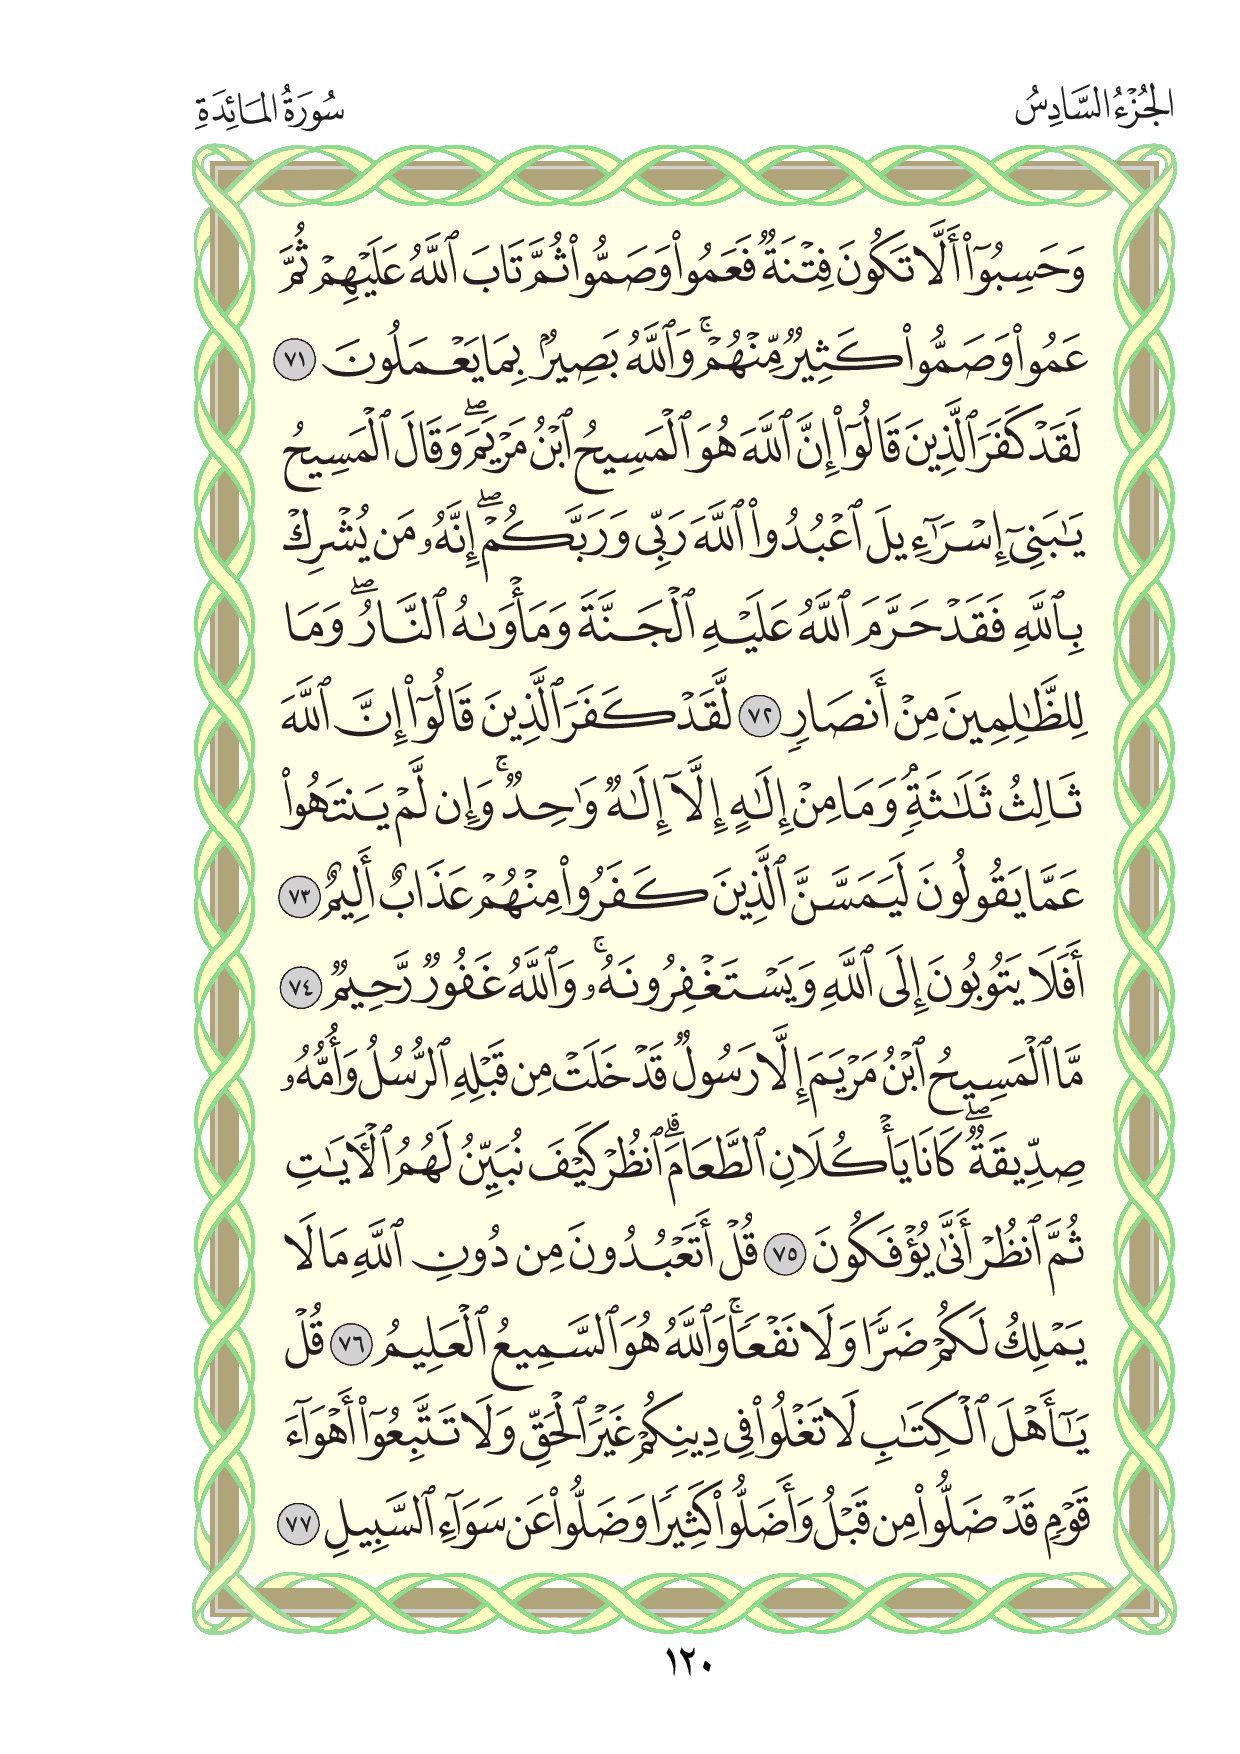 الجُزْءُ السَّادِسُ
سُورَةُ المَائِدَةِ
وَحَسِبُوٓا۟ أَلَّا تَكُونَ فِتْنَةٌ فَعَمُوا۟ وَصَمُّوا۟ ثُمَّ تَابَ ٱللَّهُ عَلَيْهِمْ ثُمَّ
عَمُوا۟ وَصَمُّوا۟ كَثِيرٌ مِّنْهُمْ ۚ وَٱللَّهُ بَصِيرٌۢ بِمَا يَعْمَلُونَ ٧١
لَقَدْ كَفَرَ ٱلَّذِينَ قَالُوٓا۟ إِنَّ ٱللَّهَ هُوَ ٱلْمَسِيحُ ٱبْنُ مَرْيَمَ ۖ وَقَالَ ٱلْمَسِيحُ
يَـٰبَنِىٓ إِسْرَٰٓءِيلَ ٱعْبُدُوا۟ ٱللَّهَ رَبِّى وَرَبَّكُمْ ۖ إِنَّهُۥ مَن يُشْرِكْ
بِٱللَّهِ فَقَدْ حَرَّمَ ٱللَّهُ عَلَيْهِ ٱلْجَنَّةَ وَمَأْوَىٰهُ ٱلنَّارُ ۖ وَمَا
لِلظَّـٰلِمِينَ مِنْ أَنصَارٍ ٧٢ لَّقَدْ كَفَرَ ٱلَّذِينَ قَالُوٓا۟ إِنَّ ٱللَّهَ
ثَالِثُ ثَلَـٰثَةٍ ۘ وَمَا مِنْ إِلَـٰهٍ إِلَّآ إِلَـٰهٌ وَٰحِدٌ ۚ وَإِن لَّمْ يَنتَهُوا۟
عَمَّا يَقُولُونَ لَيَمَسَّنَّ ٱلَّذِينَ كَفَرُوا۟ مِنْهُمْ عَذَابٌ أَلِيمٌ ٧٣
أَفَلَا يَتُوبُونَ إِلَى ٱللَّهِ وَيَسْتَغْفِرُونَهُۥ ۚ وَٱللَّهُ غَفُورٌ رَّحِيمٌ ٧٤
مَّا ٱلْمَسِيحُ ٱبْنُ مَرْيَمَ إِلَّا رَسُولٌ قَدْ خَلَتْ مِن قَبْلِهِ ٱلرُّسُلُ وَأُمُّهُۥ
صِدِّيقَةٌ ۖ كَانَا يَأْكُلَانِ ٱلطَّعَامَ ۗ ٱنظُرْ كَيْفَ نُبَيِّنُ لَهُمُ ٱلْـَٔايَـٰتِ
ثُمَّ ٱنظُرْ أَنَّىٰ يُؤْفَكُونَ ٧٥ قُلْ أَتَعْبُدُونَ مِن دُونِ ٱللَّهِ مَا لَا
يَمْلِكُ لَكُمْ ضَرًّا وَلَا نَفْعًا ۚ وَٱللَّهُ هُوَ ٱلسَّمِيعُ ٱلْعَلِيمُ ٧٦ قُلْ
يَـٰٓأَهْلَ ٱلْكِتَـٰبِ لَا تَغْلُوا۟ فِى دِينِكُمْ غَيْرَ ٱلْحَقِّ وَلَا تَتَّبِعُوٓا۟ أَهْوَآءَ
قَوْمٍ قَدْ ضَلُّوا۟ مِن قَبْلُ وَأَضَلُّوا۟ كَثِيرًا وَضَلُّوا۟ عَن سَوَآءِ ٱلسَّبِيلِ ٧٧
١٢٠